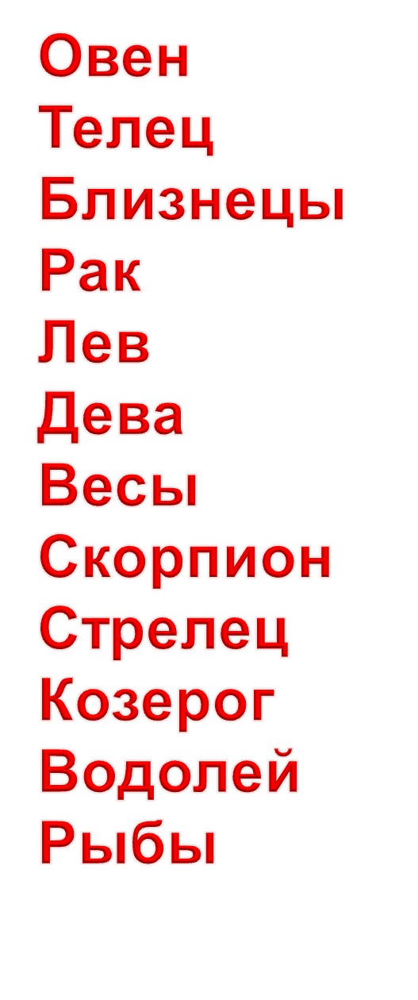 Овен
Телец
Близнецы
Рак
Лев
Дева
Весы
Скорпион
Стрелец
Козерог
Водолей
Рыбы